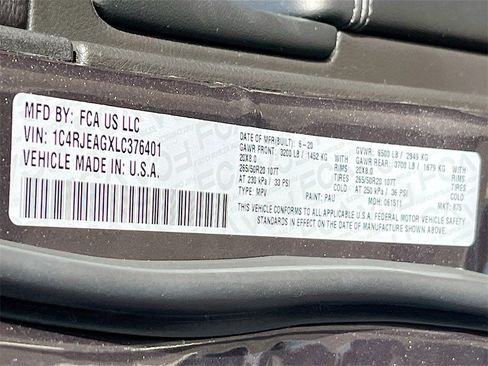 MFD BY: FCA US LLC
VIN: 1C4RJEAGXLC376401
VEHICLE MADE IN: U.S.A.
DATE OF MFR(BUILT): 6-20
GVWR: 6500 LB / 2949 KG
GAWR FRONT: 3200 LB / 1452 KG
GAWR REAR: 3700 LB / 1679 KG
20X8.0 RIMS 20X8.0 RIMS
265/50R20 107T TIRES 265/50R20 107T TIRES
AT 230 kPa / 33 PSI AT 250 kPa / 36 PSI
TYPE: MPV PAINT: PAU MDH: 061511 MKT: 875
THIS VEHICLE CONFORMS TO ALL APPLICABLE U.S.A. FEDERAL MOTOR VEHICLE SAFETY
STANDARDS IN EFFECT ON THE DATE OF MANUFACTURE SHOWN ABOVE.